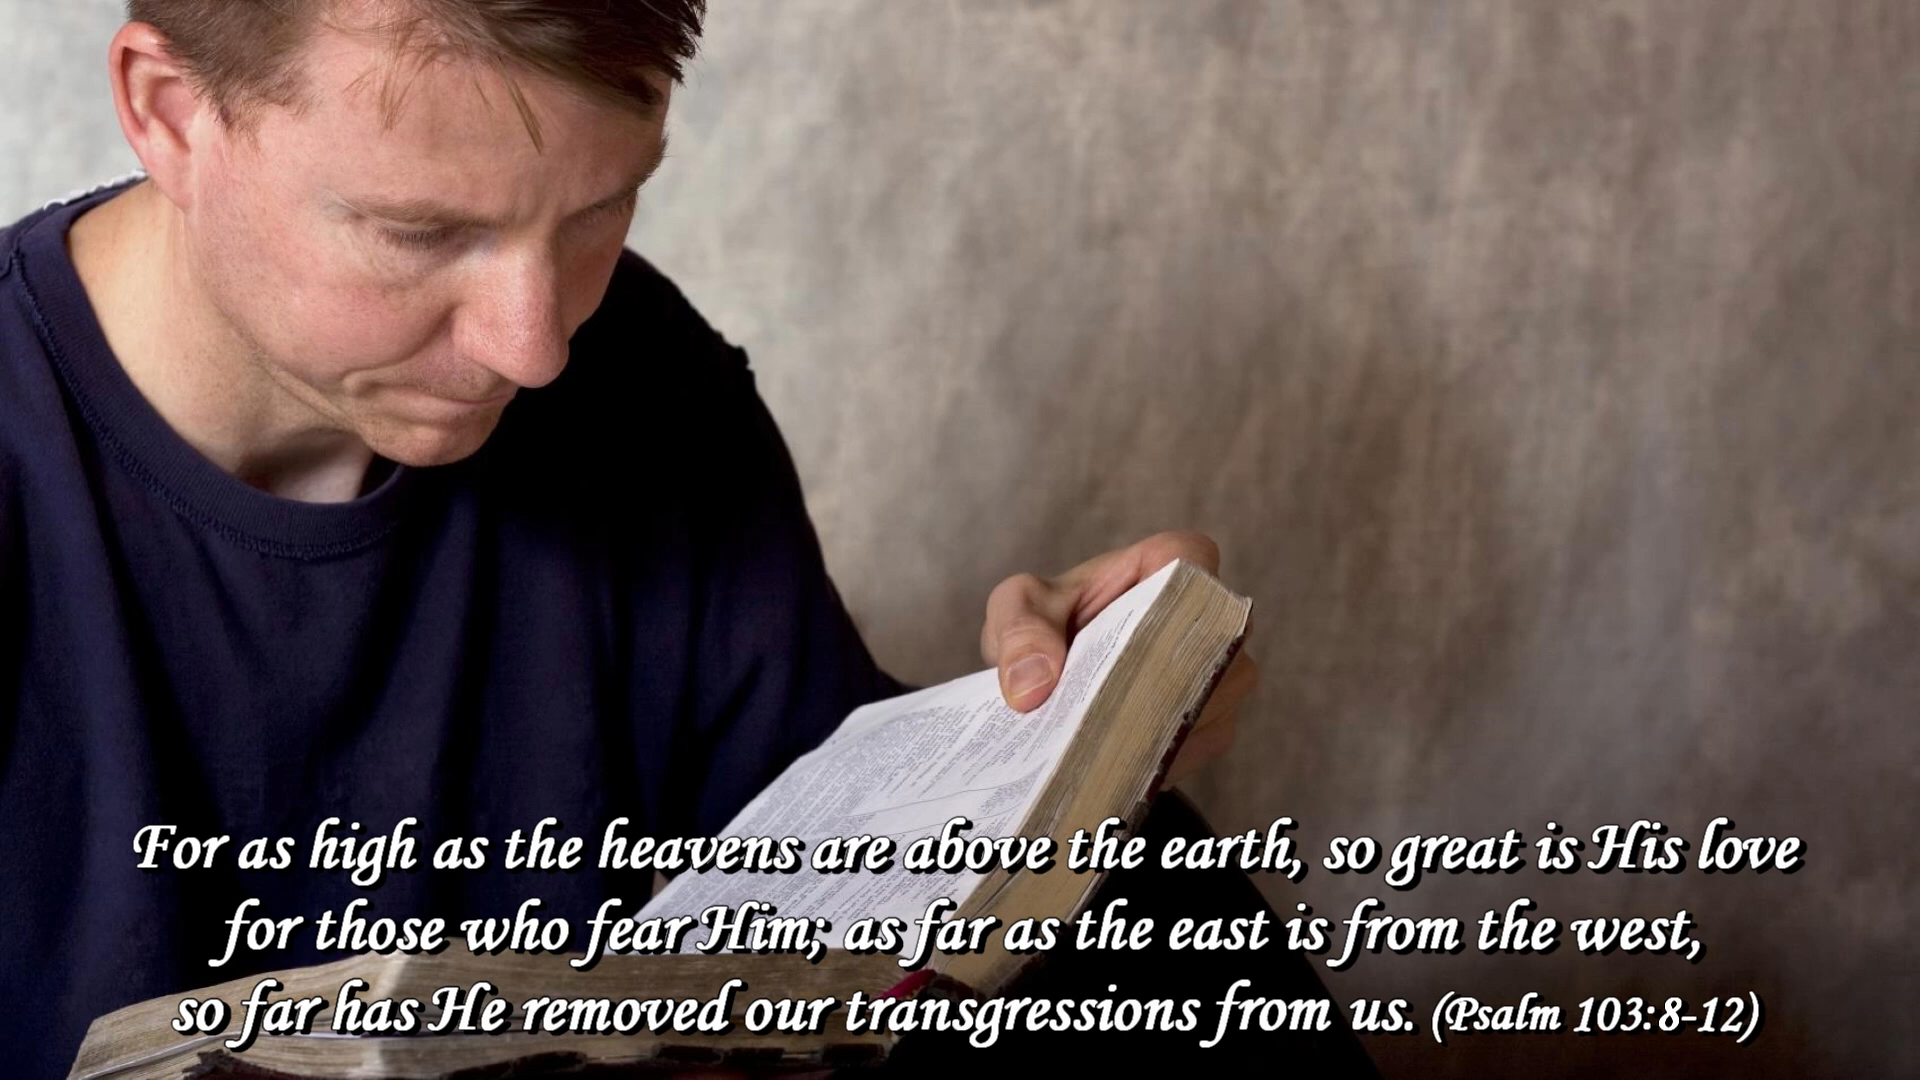 For as high as the heavens are above the earth, so great is His love
for those who fear Him; as far as the east is from the west,
so far has He removed our transgressions from us. (Psalm 103:8-12)